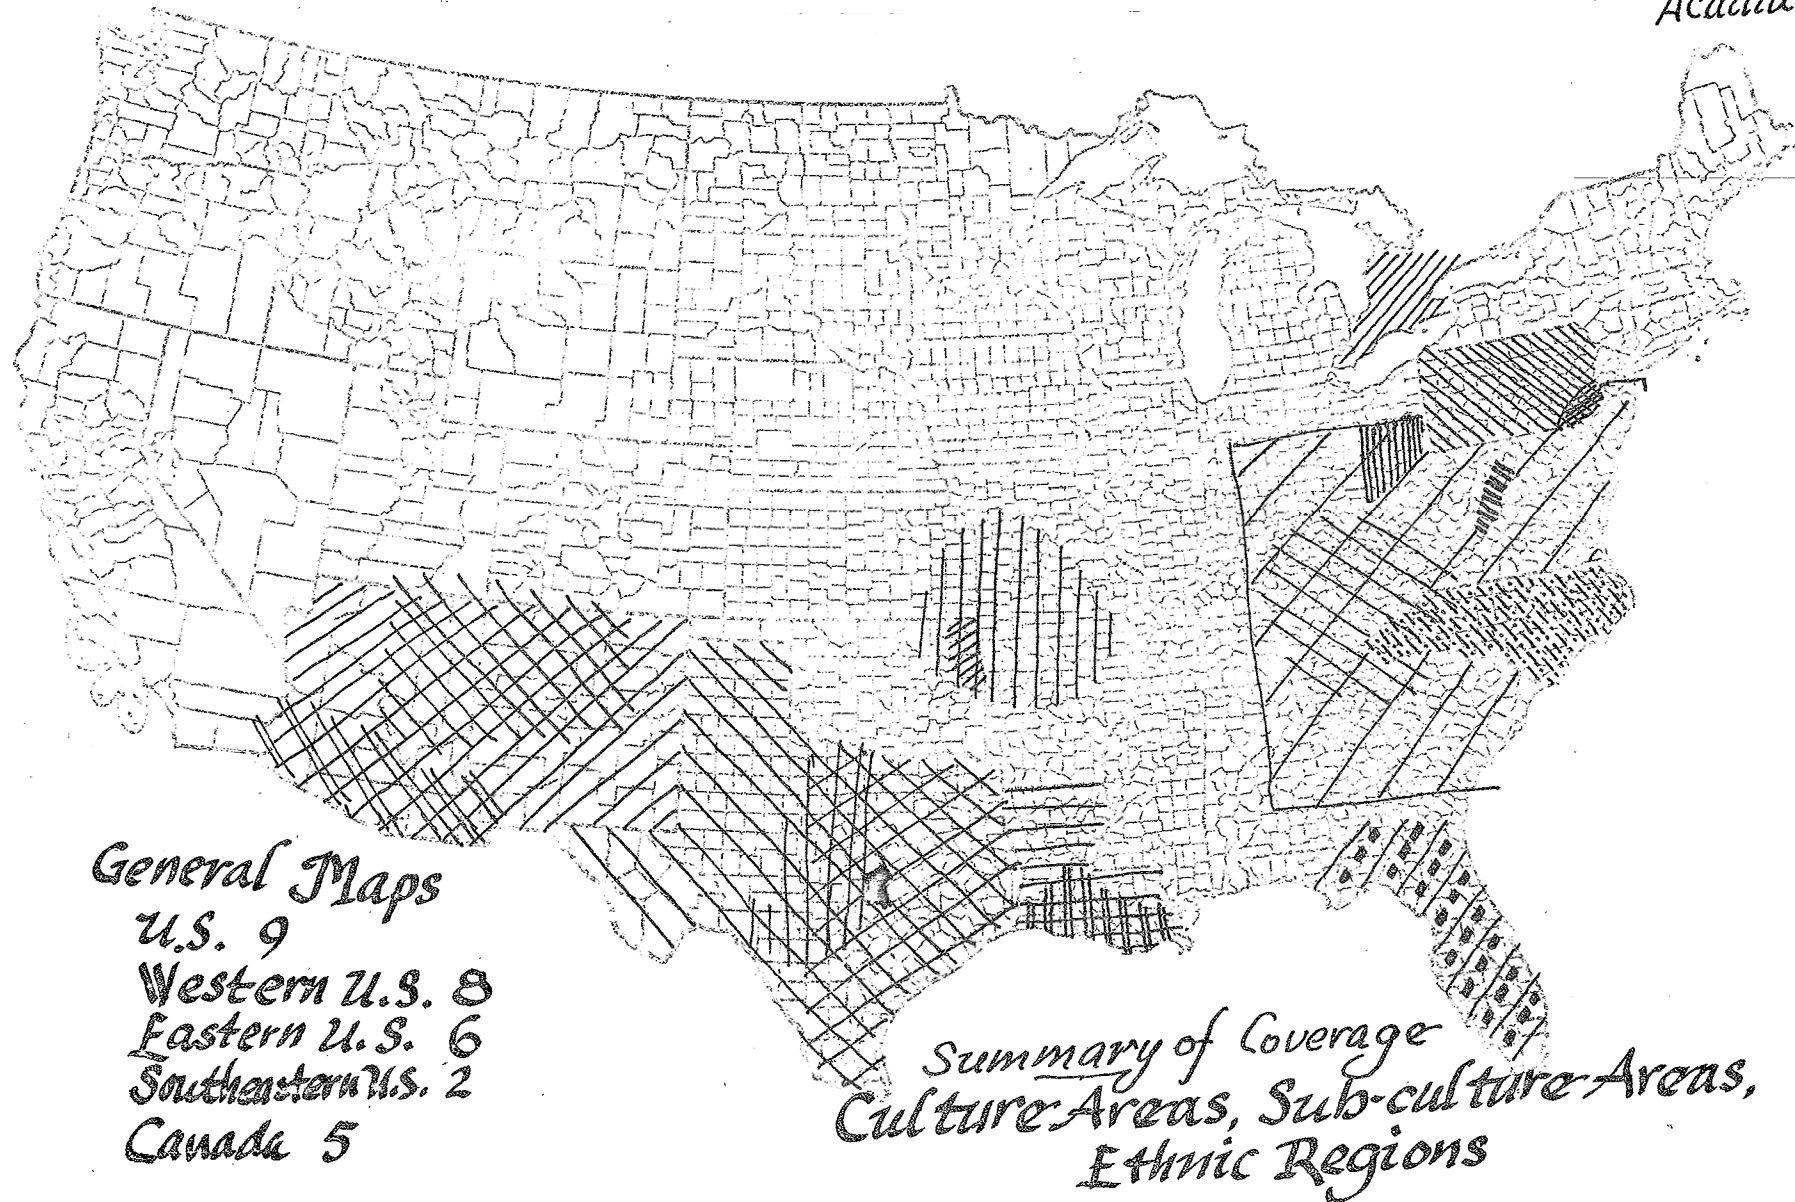 Acadia
General Maps
U.S. 9
Western U.S. 8
Eastern U.S. 6
Southeastern U.S. 2
Canada 5
Summary of Coverage
Culture Areas, Sub-culture Areas,
Ethnic Regions